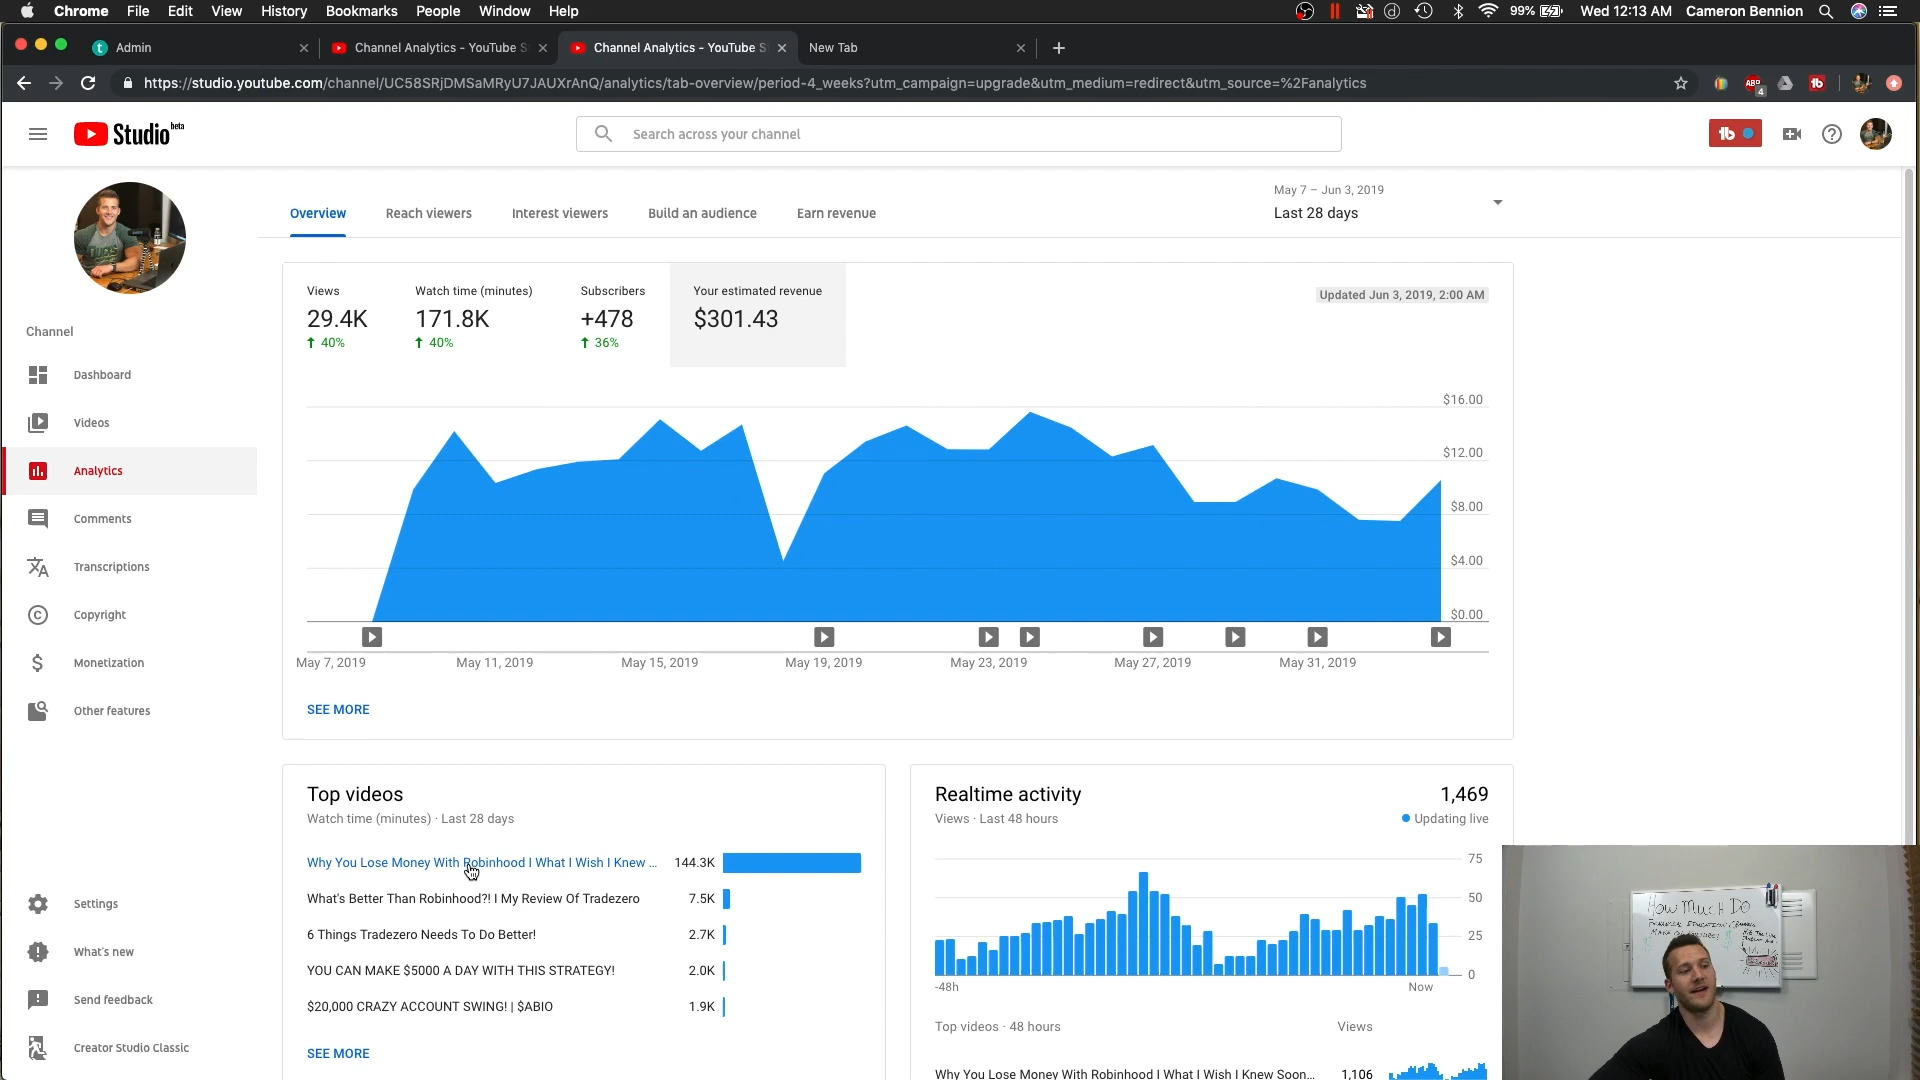 Chrome File Edit View History Bookmarks People Window Help 99% Wed 12:13 AM Cameron Bennion
Admin Channel Analytics - YouTube S Channel Analytics - YouTube S New Tab
https://studio.youtube.com/channel/UC58SRjDMSaMRyU7JAUXrAnQ/analytics/tab-overview/period-4_weeks?utm_campaign=upgrade&utm_medium=redirect&utm_source=%2Fanalytics
ABP 4 tb
Studio beta
Search across your channel
tb
Overview Reach viewers Interest viewers Build an audience Earn revenue
May 7 – Jun 3, 2019
Last 28 days
Channel
Dashboard
Videos
Analytics
Comments
Transcriptions
Copyright
Monetization
Other features
Settings
What's new
Send feedback
Creator Studio Classic
Views
29.4K
40%
Watch time (minutes)
171.8K
40%
Subscribers
+478
36%
Your estimated revenue
$301.43
Updated Jun 3, 2019, 2:00 AM
$16.00
$12.00
$8.00
$4.00
$0.00
May 7, 2019 May 11, 2019 May 15, 2019 May 19, 2019 May 23, 2019 May 27, 2019 May 31, 2019
SEE MORE
Top videos
Watch time (minutes) · Last 28 days
Why You Lose Money With Robinhood I What I Wish I Knew ... 144.3K
What's Better Than Robinhood?! I My Review Of Tradezero 7.5K
6 Things Tradezero Needs To Do Better! 2.7K
YOU CAN MAKE $5000 A DAY WITH THIS STRATEGY! 2.0K
$20,000 CRAZY ACCOUNT SWING! | $ABIO 1.9K
SEE MORE
Realtime activity 1,469
Views · Last 48 hours Updating live
75
50
25
0
-48h Now
Top videos · 48 hours Views
Why You Lose Money With Robinhood I What I Wish I Knew Soon... 1,106
How Much Do
Financial Education